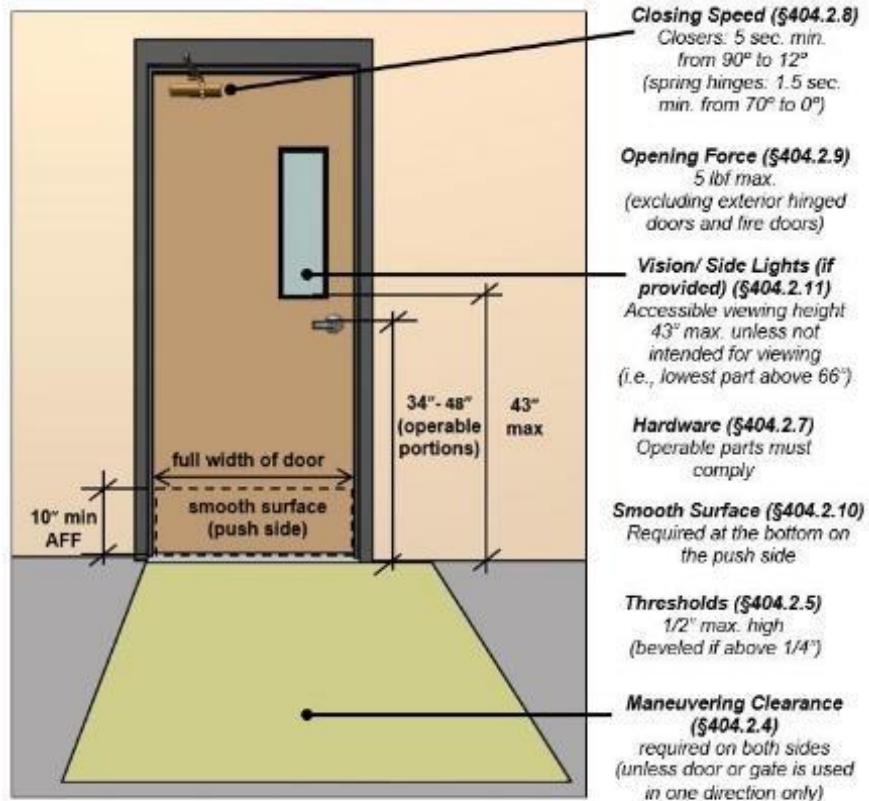 Closing Speed (§404.2.8)
Closers: 5 sec. min.
from 90° to 12°
(spring hinges: 1.5 sec.
min. from 70° to 0°)
Opening Force (§404.2.9)
5 lbf max.
(excluding exterior hinged
doors and fire doors)
Vision/ Side Lights (if
provided) (§404.2.11)
Accessible viewing height
43" max. unless not
intended for viewing
(i.e., lowest part above 66")
34"- 48"
(operable
portions)
43"
max
Hardware (§404.2.7)
Operable parts must
comply
full width of door
10" min
AFF
smooth surface
(push side)
Smooth Surface (§404.2.10)
Required at the bottom on
the push side
Thresholds (§404.2.5)
1/2" max. high
(beveled if above 1/4")
Maneuvering Clearance
(§404.2.4)
required on both sides
(unless door or gate is used
in one direction only)